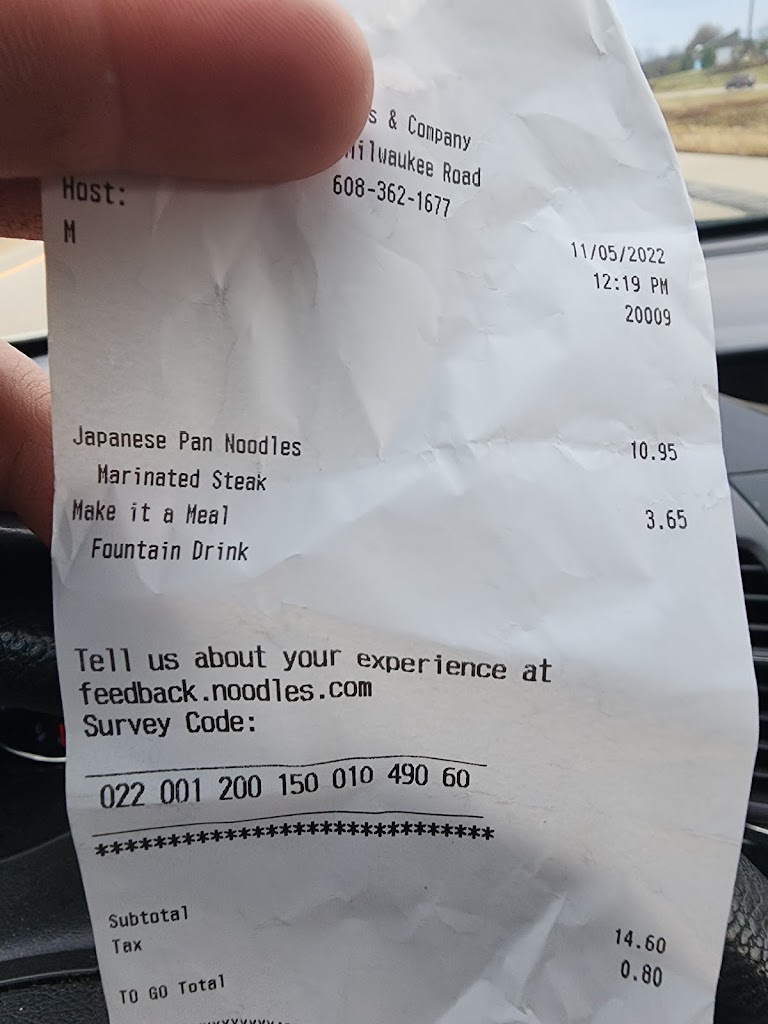 & Company
Milwaukee Road
608-362-1677
Host:
M
11/05/2022
12:19 PM
20009
Japanese Pan Noodles 10.95
Marinated Steak
Make it a Meal 3.65
Fountain Drink
Tell us about your experience at
feedback.noodles.com
Survey Code:
022 001 200 150 010 490 60
*****************************
Subtotal 14.60
Tax 0.80
TO GO Total